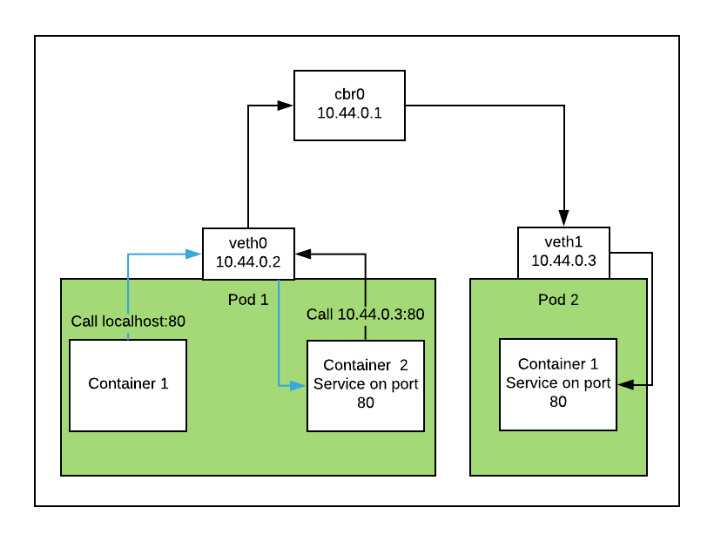 cbr0
10.44.0.1
veth0
10.44.0.2
veth1
10.44.0.3
Pod 1
Pod 2
Call localhost:80
Call 10.44.0.3:80
Container 1
Container 2
Service on port
80
Container 1
Service on port
80